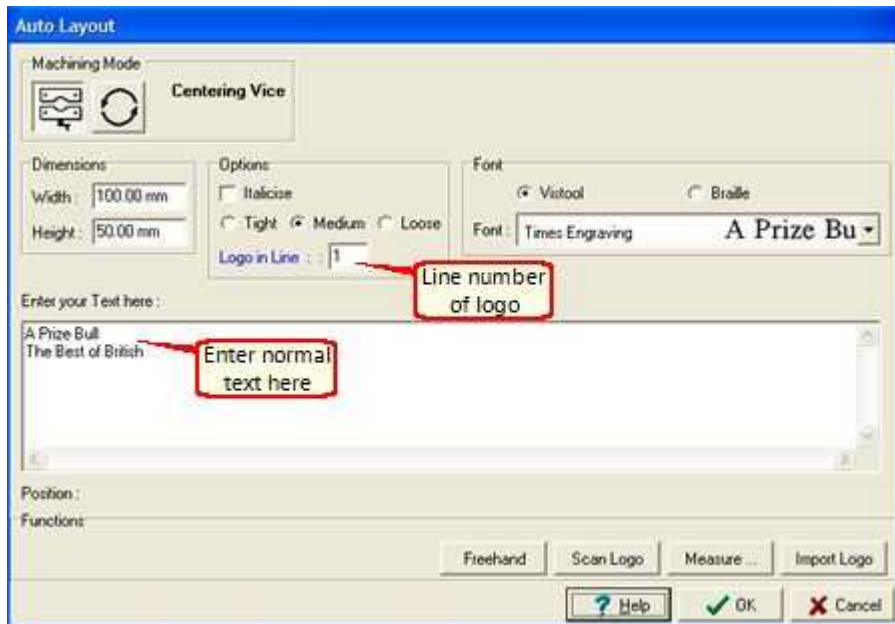 Auto Layout
Machining Mode
Centering Vice
Dimensions
Width : 100.00 mm
Height : 50.00 mm
Options
Italicise
Tight Medium Loose
Logo in Line : : 1
Font
Vistool Braille
Font : Times Engraving A Prize Bu
Line number
of logo
Enter your Text here :
A Prize Bull
The Best of British
Enter normal
text here
Position :
Functions
Freehand Scan Logo Measure ... Import Logo
? Help OK Cancel